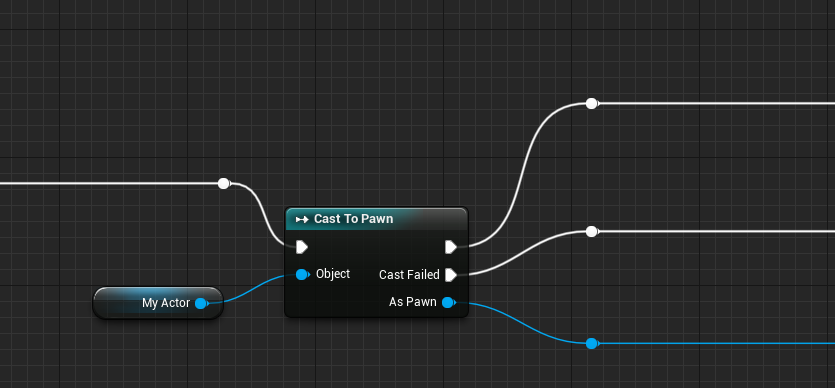 Cast To Pawn
Object
Cast Failed
My Actor
As Pawn